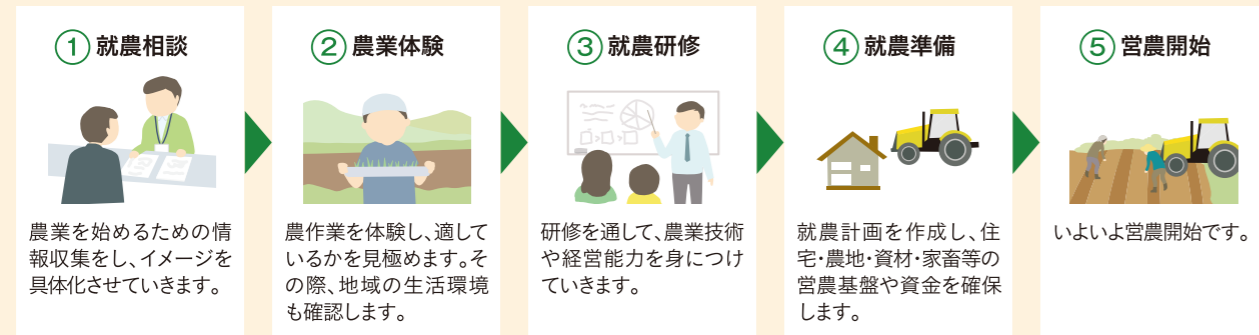 ① 就農相談
農業を始めるための情
報収集をし、イメージを
具体化させていきます。
② 農業体験
農作業を体験し、適して
いるかを見極めます。そ
の際、地域の生活環境
も確認します。
③ 就農研修
研修を通して、農業技術
や経営能力を身につけ
ていきます。
④ 就農準備
就農計画を作成し、住
宅・農地・資材・家畜等の
営農基盤や資金を確保
します。
⑤ 営農開始
いよいよ営農開始です。